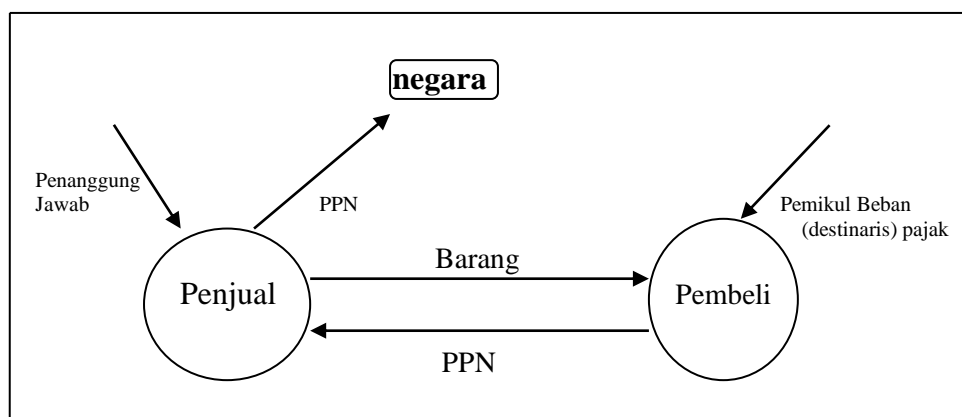 negara
Penanggung
Jawab
PPN
Pemikul Beban
(destinaris) pajak
Barang
Penjual
Pembeli
PPN